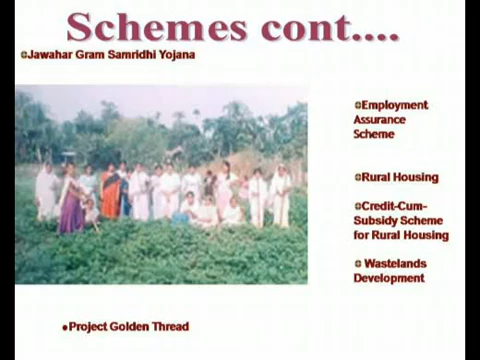 Schemes cont....
Jawahar Gram Samridhi Yojana
Employment
Assurance
Scheme
Rural Housing
Credit-Cum-
Subsidy Scheme
for Rural Housing
Wastelands
Development
Project Golden Thread